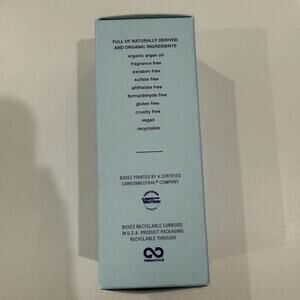 FULL OF NATURALLY DERIVED
AND ORGANIC INGREDIENTS
organic argan oil
fragrance free
paraben free
sulfate free
phthalate free
formaldehyde free
gluten free
cruelty free
vegan
recyclable
BOXES PRINTED BY A CERTIFIED
CARBONNEUTRAL® COMPANY
BOXES RECYCLABLE CURBSIDE
IN U.S.A. PRODUCT PACKAGING
RECYCLABLE THROUGH
TERRACYCLE